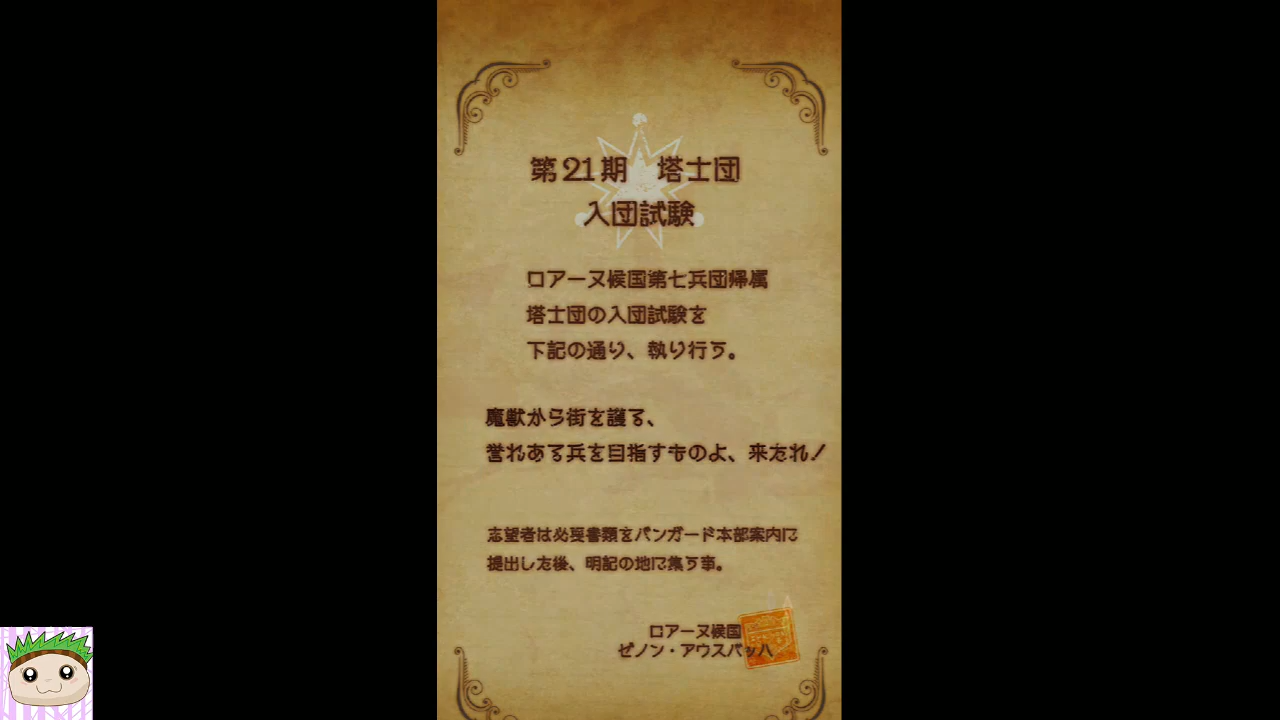 第21期　塔士団
入団試験
ロアーヌ候国第七兵団帰属
塔士団の入団試験を
下記の通り、執り行う。
魔獣から街を護る、
誉れある兵を目指すものよ、来たれ！
志望者は必要書類をバンガード本部案内に
提出した後、明記の地に集う事。
ロアーヌ候国
ゼノン・アウスバッハ